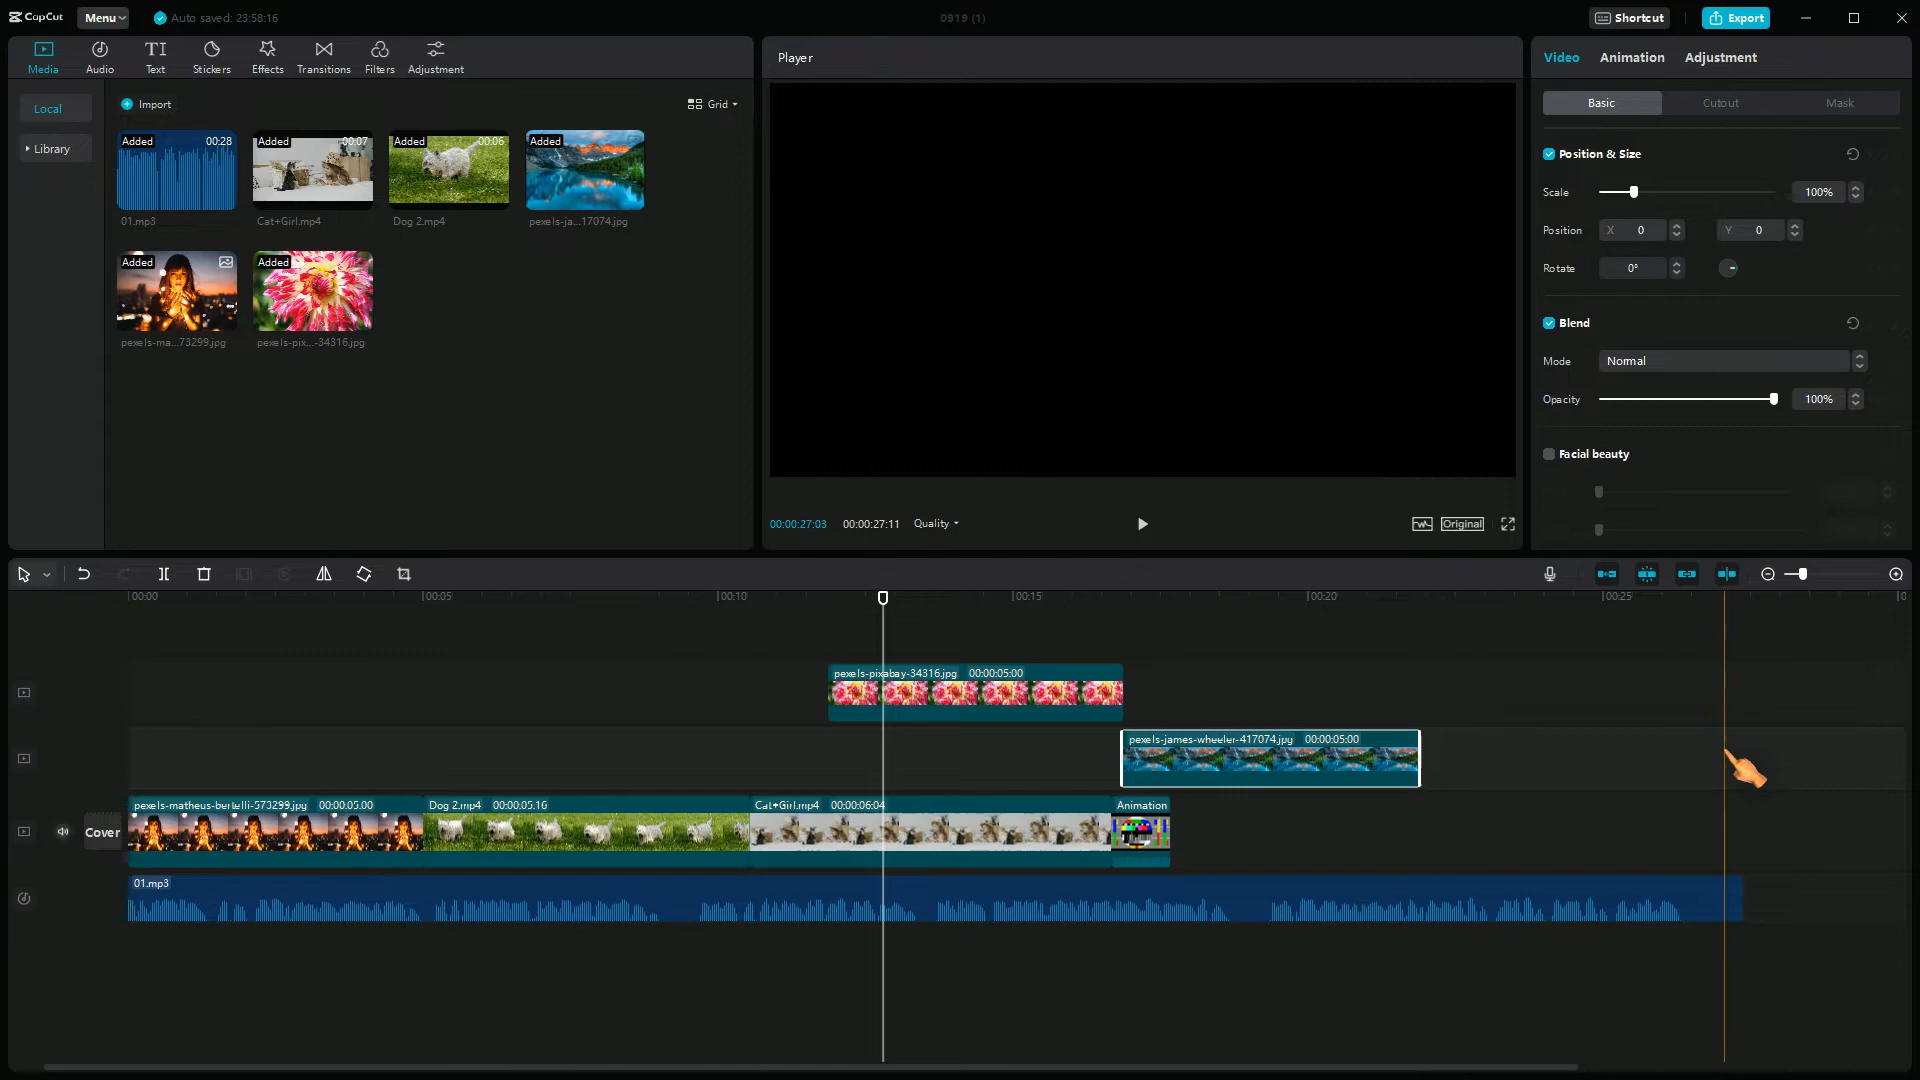 CapCut
Menu
Auto saved: 23:58:16
0919 (1)
Shortcut
Export
Media
Audio
Text
Stickers
Effects
Transitions
Filters
Adjustment
Local
Library
Import
Grid
Added 00:28
01.mp3
Added 00:07
Cat+Girl.mp4
Added 00:06
Dog 2.mp4
Added
pexels-ja...17074.jpg
Added
pexels-ma...73299.jpg
Added
pexels-pix...-34316.jpg
Player
00:00:27:03
00:00:27:11
Quality
Original
Video
Animation
Adjustment
Basic
Cutout
Mask
Position & Size
Scale
100%
Position
X 0
Y 0
Rotate
0°
Blend
Mode
Normal
Opacity
100%
Facial beauty
00:00
00:05
00:10
00:15
00:20
00:25
pexels-pixabay-34316.jpg 00:00:05:00
pexels-james-wheeler-417074.jpg 00:00:05:00
Cover
pexels-matheus-bertelli-573299.jpg 00:00:05:00
Dog 2.mp4 00:00:05:16
Cat+Girl.mp4 00:00:06:04
Animation
01.mp3